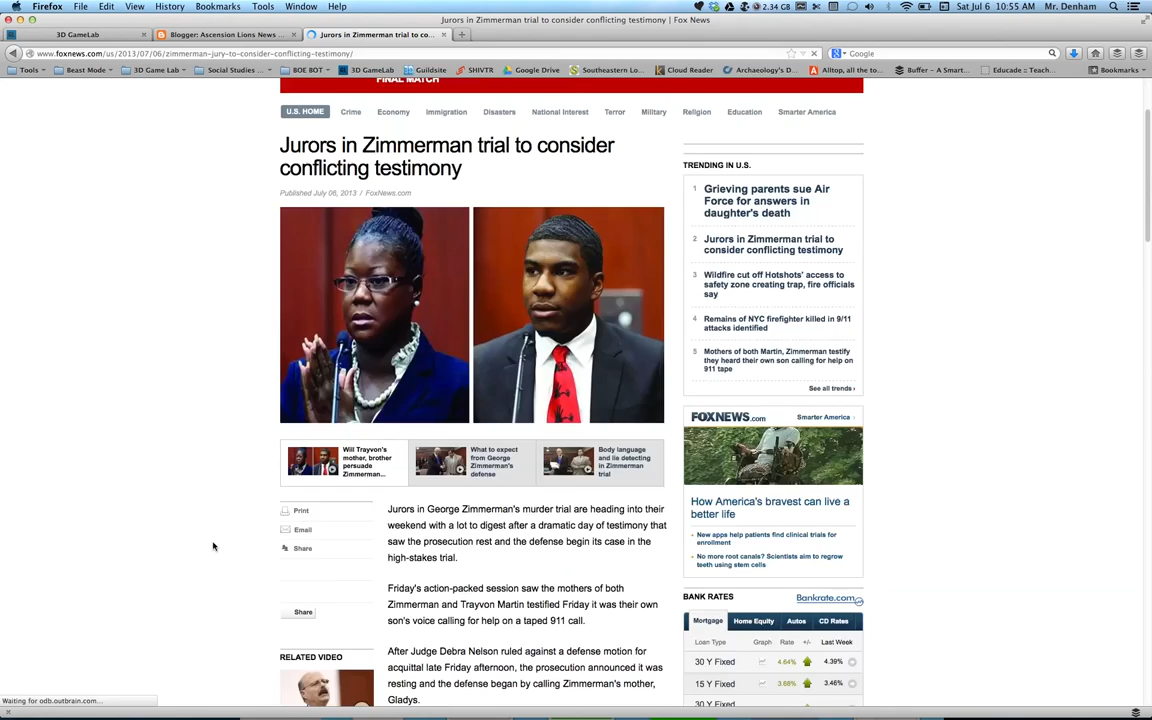 Firefox File Edit View History Bookmarks Tools Window Help 2.34 GB Sat Jul 6 10:55 AM Mr. Denham
Jurors in Zimmerman trial to consider conflicting testimony | Fox News
3D GameLab Blogger: Ascension Lions News ... Jurors in Zimmerman trial to co...
www.foxnews.com/us/2013/07/06/zimmerman-jury-to-consider-conflicting-testimony/ Google
Tools Beast Mode 3D Game Lab Social Studies ... BOE BOT 3D GameLab Guildsite SHIVTR Google Drive Southeastern Lo... Cloud Reader Archaeology's D... Alltop, all the to... Buffer - A Smart... Educade :: Teach... Bookmarks
FINAL MATCH
U.S. HOME Crime Economy Immigration Disasters National Interest Terror Military Religion Education Smarter America
Jurors in Zimmerman trial to consider
conflicting testimony
Published July 06, 2013 / FoxNews.com
Will Trayvon's
mother, brother
persuade
Zimmerman...
What to expect
from George
Zimmerman's
defense
Body language
and lie detecting
in Zimmerman
trial
Print
Email
Share
Share
RELATED VIDEO
Jurors in George Zimmerman's murder trial are heading into their
weekend with a lot to digest after a dramatic day of testimony that
saw the prosecution rest and the defense begin its case in the
high-stakes trial.
Friday's action-packed session saw the mothers of both
Zimmerman and Trayvon Martin testified Friday it was their own
son's voice calling for help on a taped 911 call.
After Judge Debra Nelson ruled against a defense motion for
acquittal late Friday afternoon, the prosecution announced it was
resting and the defense began by calling Zimmerman's mother,
Gladys.
TRENDING IN U.S.
1 Grieving parents sue Air
Force for answers in
daughter's death
2 Jurors in Zimmerman trial to
consider conflicting testimony
3 Wildfire cut off Hotshots' access to
safety zone creating trap, fire officials
say
4 Remains of NYC firefighter killed in 9/11
attacks identified
5 Mothers of both Martin, Zimmerman testify
they heard their own son calling for help on
911 tape
See all trends ›
FOXNEWS.com Smarter America ›
How America's bravest can live a
better life
New apps help patients find clinical trials for
enrollment
No more root canals? Scientists aim to regrow
teeth using stem cells
BANK RATES Bankrate.com
Mortgage Home Equity Autos CD Rates
Loan Type Graph Rate +/- Last Week
30 Y Fixed 4.64% 4.39%
15 Y Fixed 3.68% 3.46%
Waiting for odb.outbrain.com...